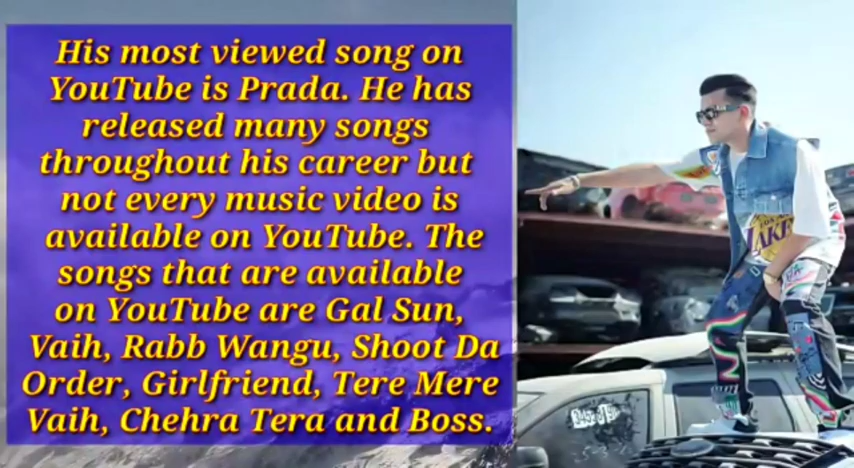 His most viewed song on
YouTube is Prada. He has
released many songs
throughout his career but
not every music video is
available on YouTube. The
songs that are available
on YouTube are Gal Sun,
Vaih, Rabb Wangu, Shoot Da
Order, Girlfriend, Tere Mere
Vaih, Chehra Tera and Boss.
LAKE